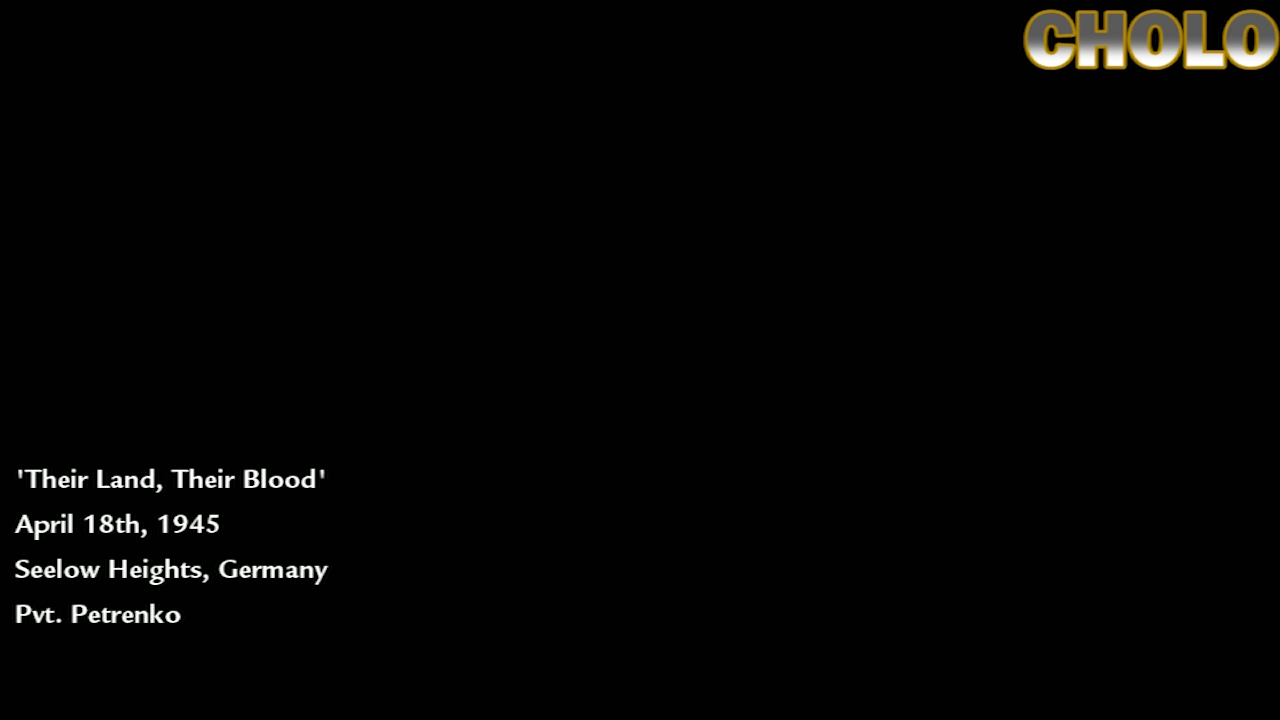 CHOLO
'Their Land, Their Blood'
April 18th, 1945
Seelow Heights, Germany
Pvt. Petrenko